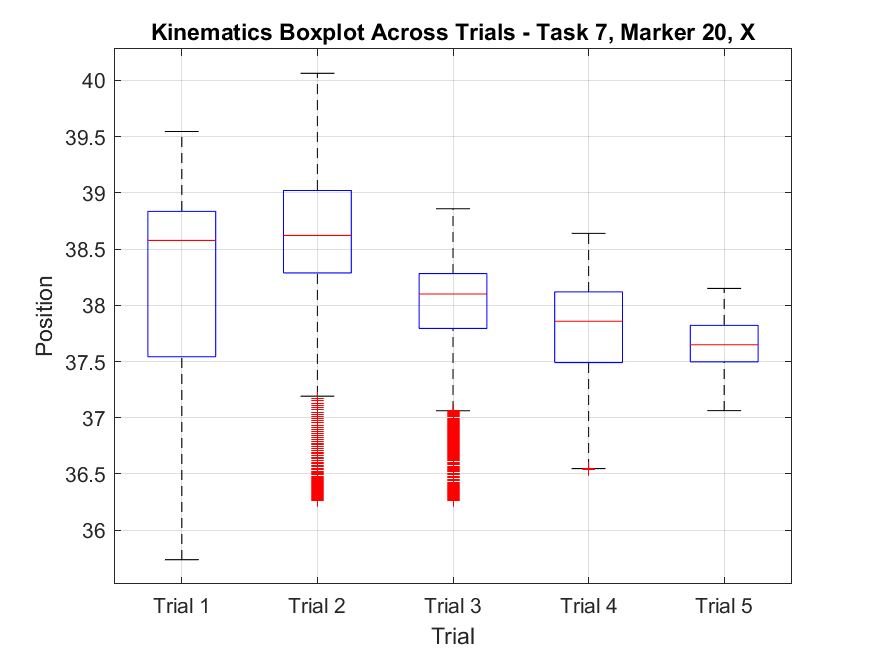 Kinematics Boxplot Across Trials - Task 7, Marker 20, X
40
39.5
39
38.5
38
37.5
37
36.5
36
Position
Trial 1 Trial 2 Trial 3 Trial 4 Trial 5
Trial